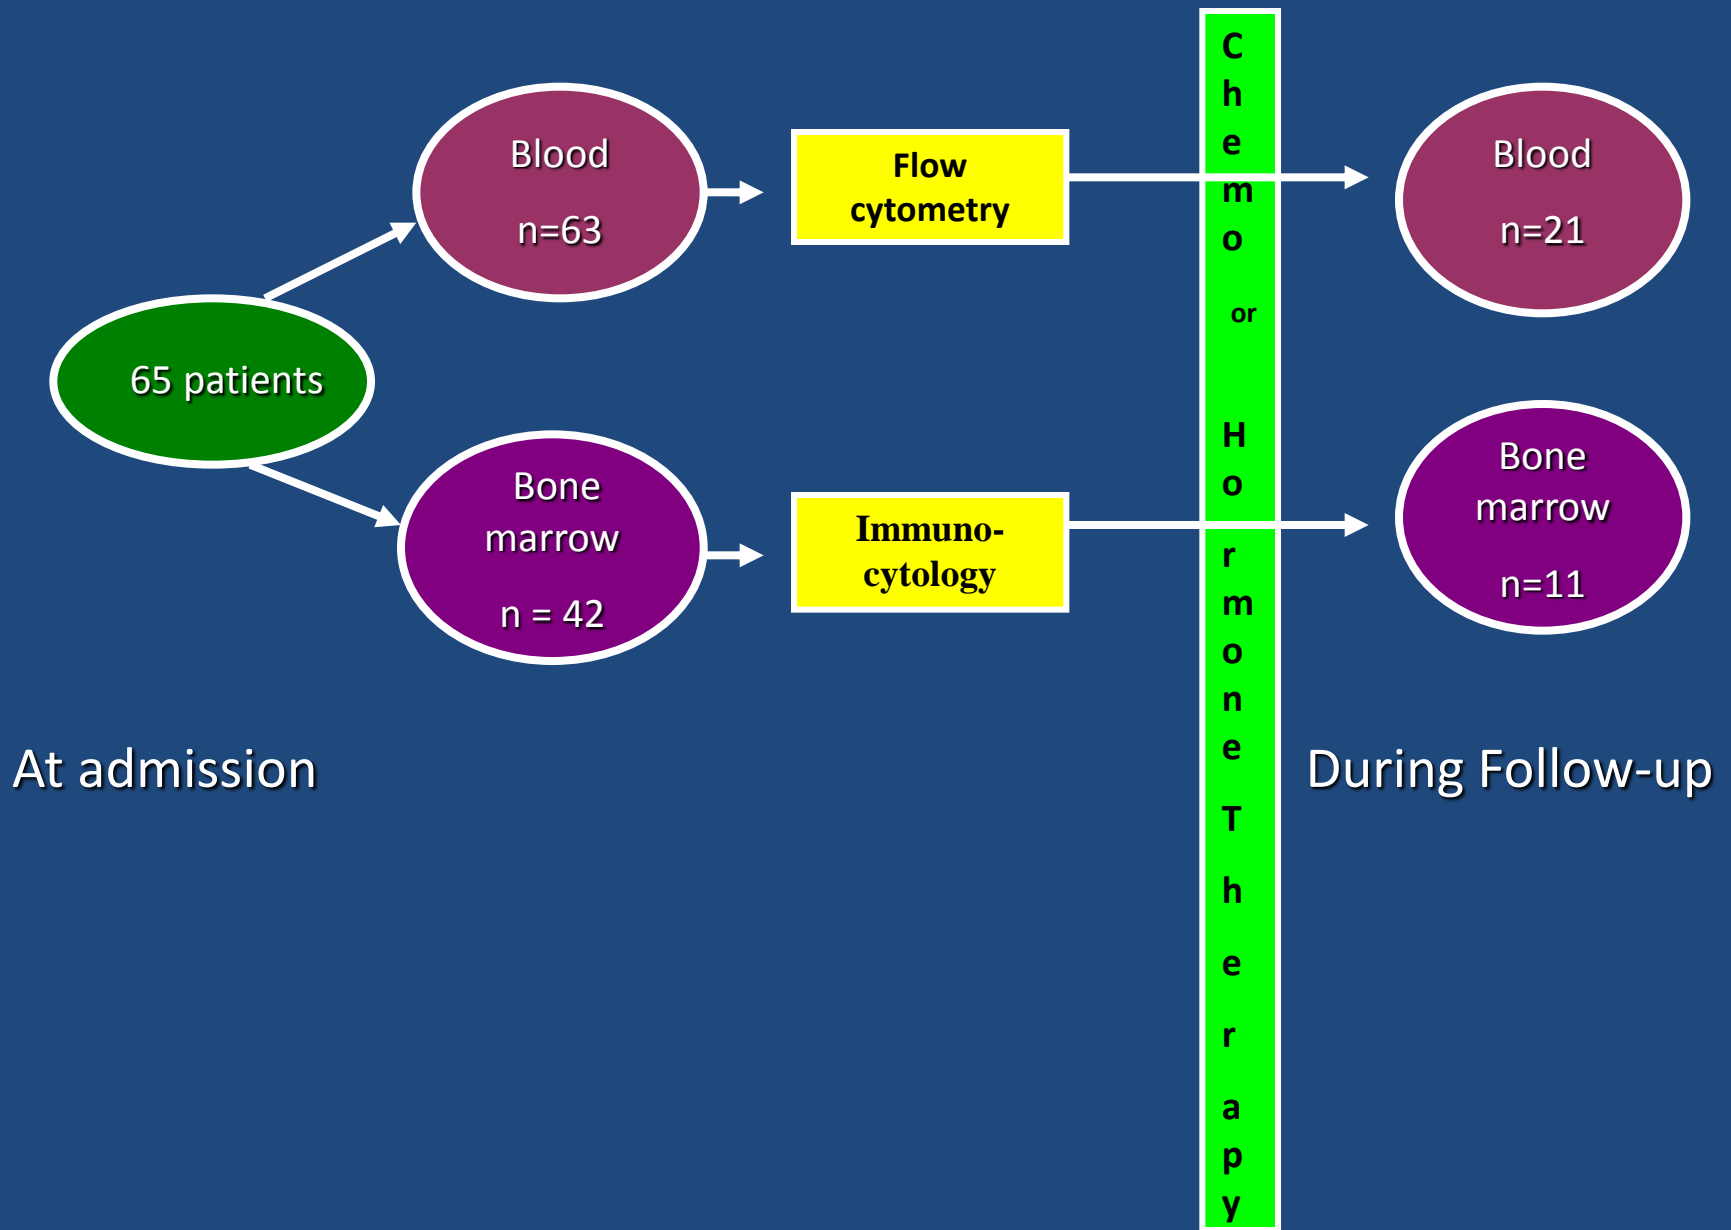 65 patients
Blood
n=63
Bone
marrow
n = 42
Flow
cytometry
Immuno-
cytology
C
h
e
m
o
or
H
o
r
m
o
n
e
T
h
e
r
a
p
y
Blood
n=21
Bone
marrow
n=11
At admission
During Follow-up